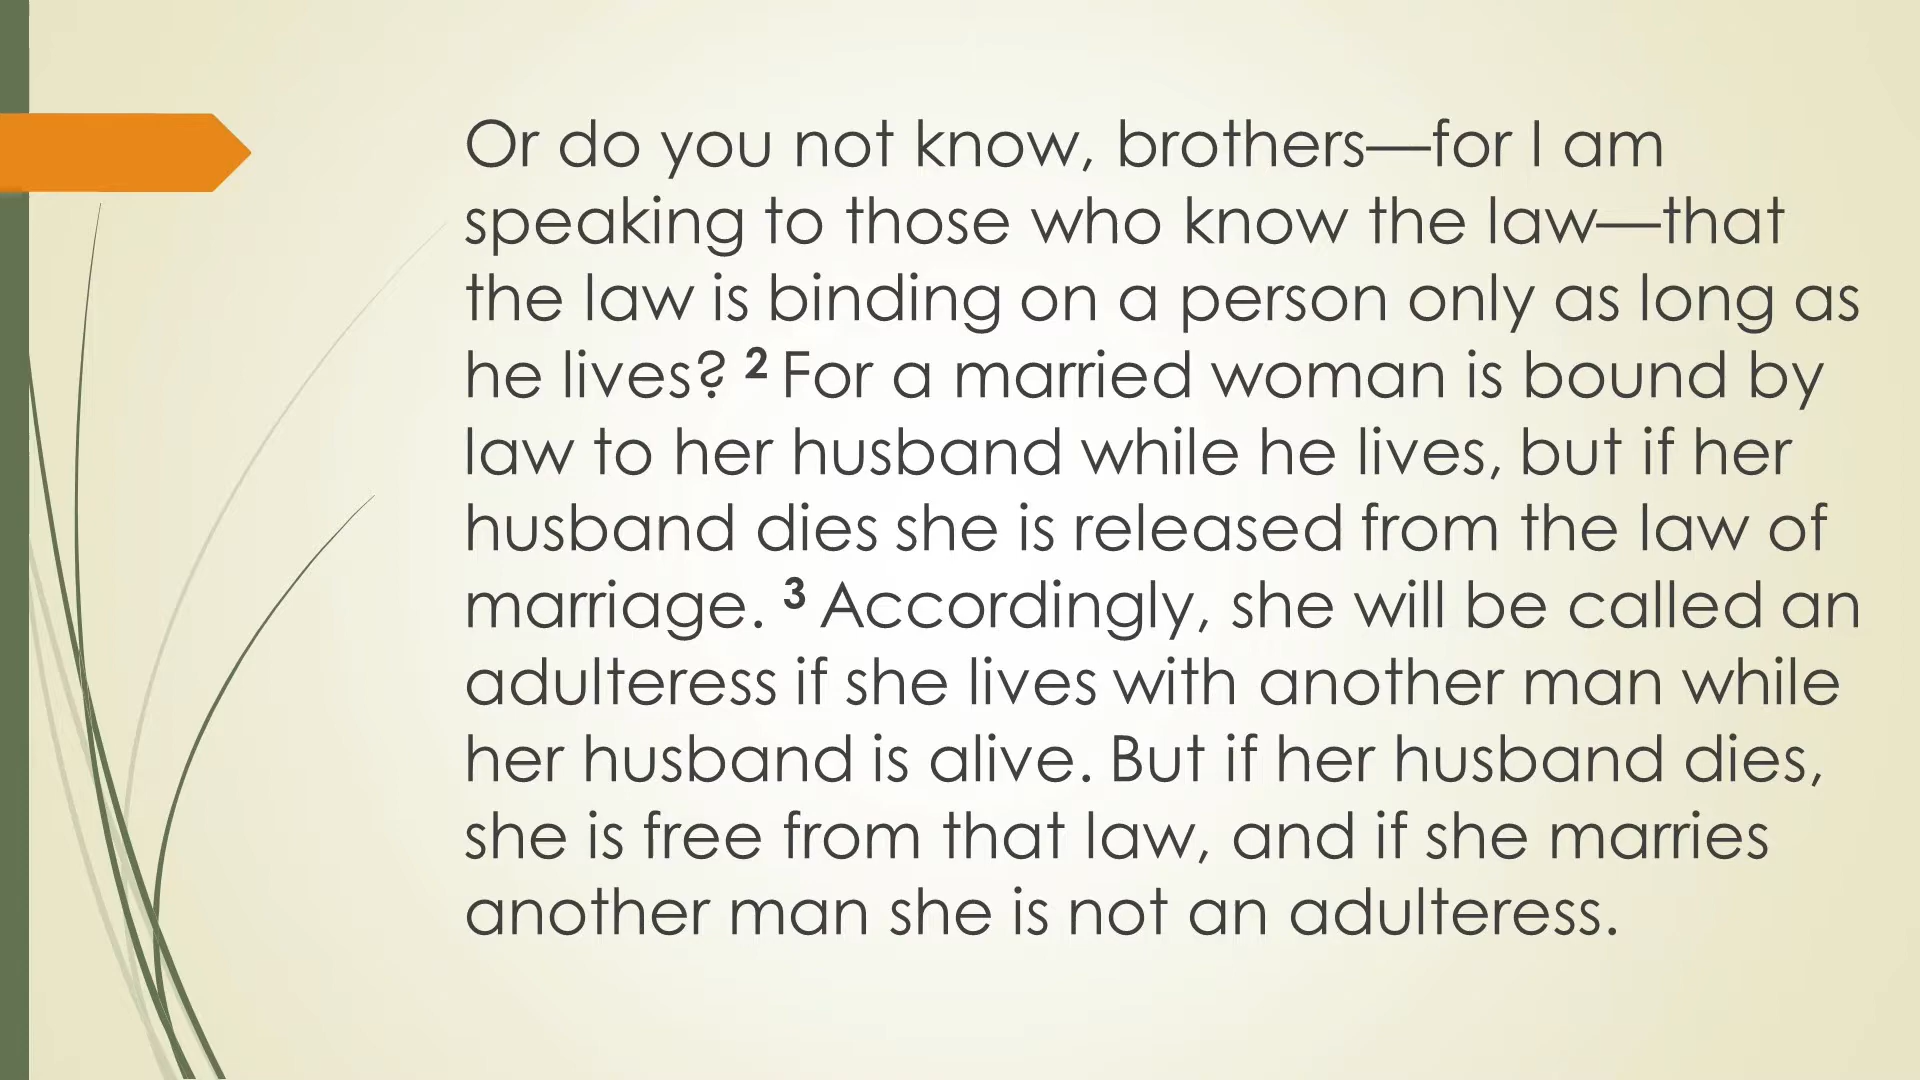 Or do you not know, brothers—for I am
speaking to those who know the law—that
the law is binding on a person only as long as
he lives? 2 For a married woman is bound by
law to her husband while he lives, but if her
husband dies she is released from the law of
marriage. 3 Accordingly, she will be called an
adulteress if she lives with another man while
her husband is alive. But if her husband dies,
she is free from that law, and if she marries
another man she is not an adulteress.